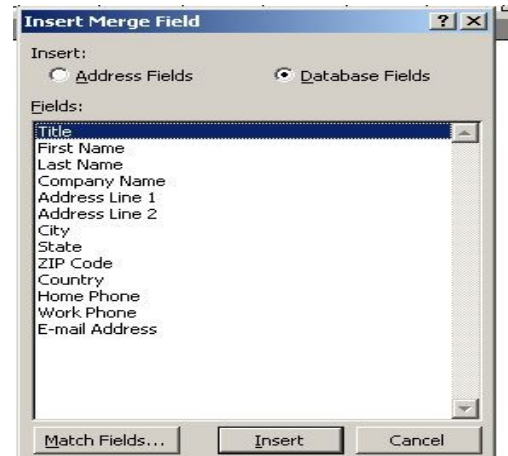 Insert Merge Field
Insert:
Address Fields Database Fields
Fields:
Title
First Name
Last Name
Company Name
Address Line 1
Address Line 2
City
State
ZIP Code
Country
Home Phone
Work Phone
E-mail Address
Match Fields... Insert Cancel